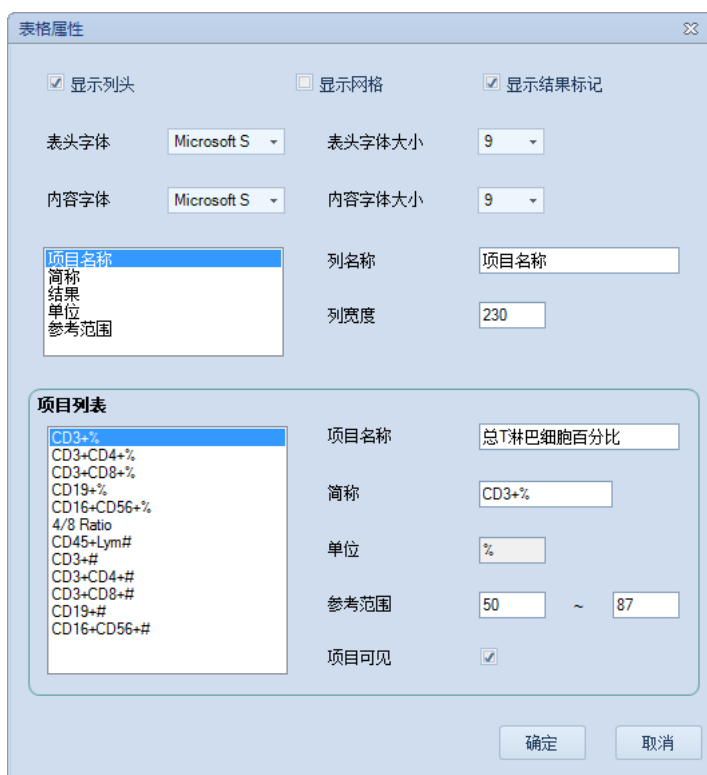 表格属性
显示列头 显示网格 显示结果标记
表头字体 Microsoft S 表头字体大小 9
内容字体 Microsoft S 内容字体大小 9
项目名称
简称
结果
单位
参考范围
列名称 项目名称
列宽度 230
项目列表
CD3+%
CD3+CD4+%
CD3+CD8+%
CD19+%
CD16+CD56+%
4/8 Ratio
CD45+Lym#
CD3+#
CD3+CD4+#
CD3+CD8+#
CD19+#
CD16+CD56+#
项目名称 总T淋巴细胞百分比
简称 CD3+%
单位 %
参考范围 50 ~ 87
项目可见
确定 取消